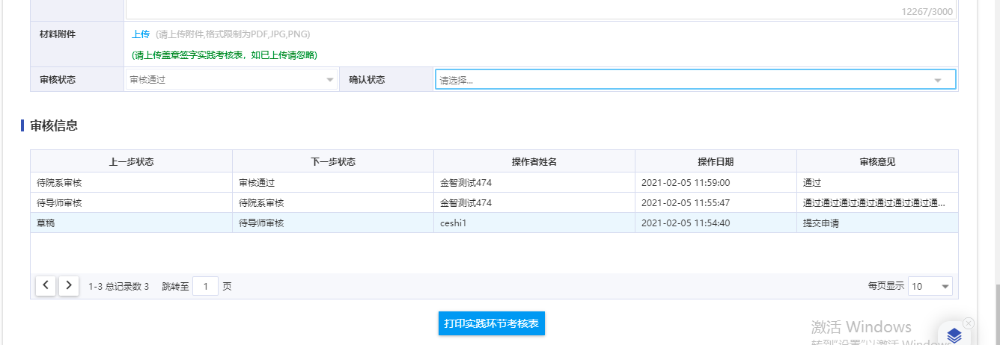 12267/3000
材料附件 上传 (请上传附件,格式限制为PDF,JPG,PNG)
(请上传盖章签字实践考核表，如已上传请忽略)
审核状态 审核通过 确认状态 请选择...
审核信息
上一步状态 下一步状态 操作者姓名 操作日期 审核意见
待院系审核 审核通过 金智测试474 2021-02-05 11:59:00 通过
待导师审核 待院系审核 金智测试474 2021-02-05 11:55:47 通过通过通过通过通过通过通过通...
草稿 待导师审核 ceshi1 2021-02-05 11:54:40 提交申请
1-3 总记录数 3 跳转至 1 页 每页显示 10
打印实践环节考核表
激活 Windows
转到"设置"以激活 Windows